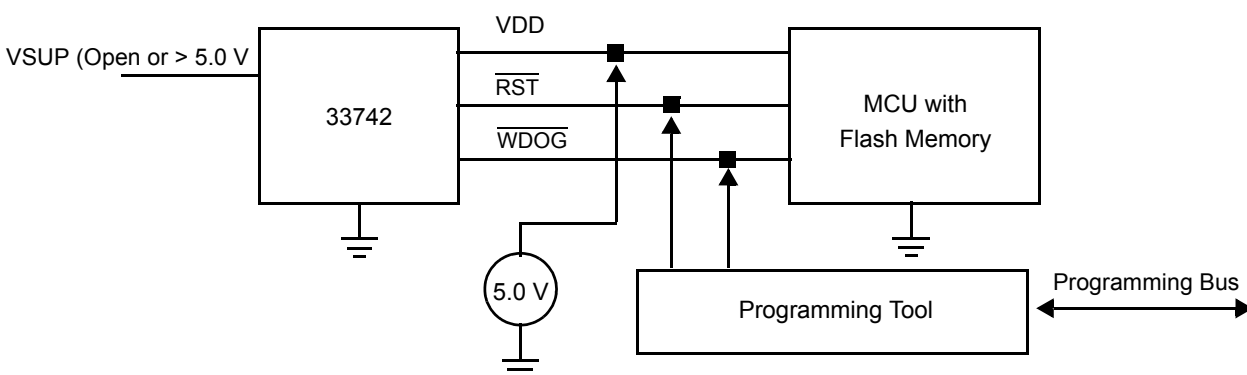 VDD
VSUP (Open or > 5.0 V
RST
33742
MCU with
Flash Memory
WDOG
5.0 V
Programming Tool
Programming Bus